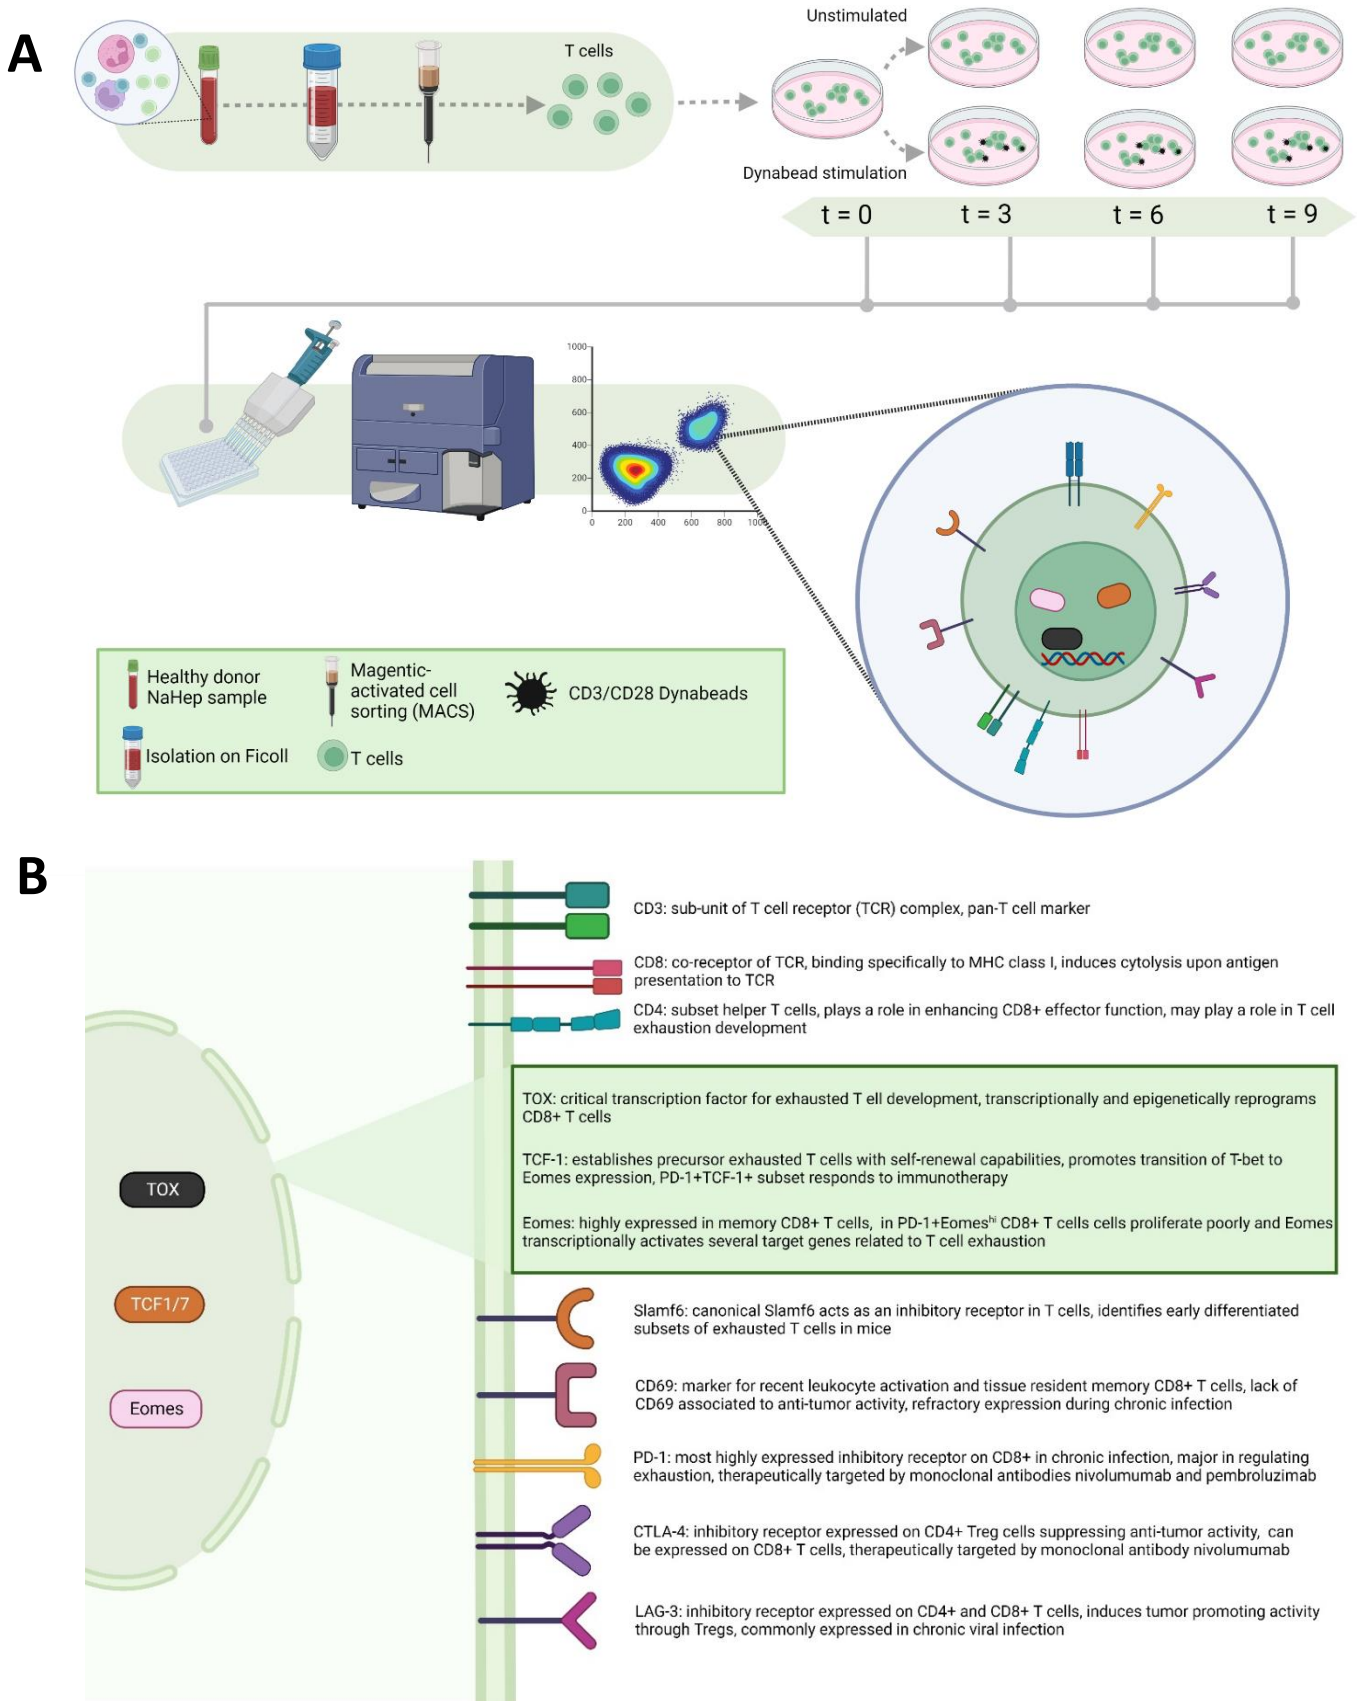 A
T cells
Unstimulated
Dynabead stimulation
t = 0
t = 3
t = 6
t = 9
1000
800
600
400
200
0
0
200
400
600
800
1000
Healthy donor
NaHep sample
Magentic-
activated cell
sorting (MACS)
CD3/CD28 Dynabeads
Isolation on Ficoll
T cells
B
CD3: sub-unit of T cell receptor (TCR) complex, pan-T cell marker
CD8: co-receptor of TCR, binding specifically to MHC class I, induces cytolysis upon antigen
presentation to TCR
CD4: subset helper T cells, plays a role in enhancing CD8+ effector function, may play a role in T cell
exhaustion development
TOX: critical transcription factor for exhausted T ell development, transcriptionally and epigenetically reprograms
CD8+ T cells
TCF-1: establishes precursor exhausted T cells with self-renewal capabilities, promotes transition of T-bet to
Eomes expression, PD-1+TCF-1+ subset responds to immunotherapy
Eomes: highly expressed in memory CD8+ T cells, in PD-1+Eomeshi CD8+ T cells cells proliferate poorly and Eomes
transcriptionally activates several target genes related to T cell exhaustion
TOX
TCF1/7
Eomes
Slamf6: canonical Slamf6 acts as an inhibitory receptor in T cells, identifies early differentiated
subsets of exhausted T cells in mice
CD69: marker for recent leukocyte activation and tissue resident memory CD8+ T cells, lack of
CD69 associated to anti-tumor activity, refractory expression during chronic infection
PD-1: most highly expressed inhibitory receptor on CD8+ in chronic infection, major in regulating
exhaustion, therapeutically targeted by monoclonal antibodies nivolumumab and pembroluzimab
CTLA-4: inhibitory receptor expressed on CD4+ Treg cells suppressing anti-tumor activity, can
be expressed on CD8+ T cells, therapeutically targeted by monoclonal antibody nivolumumab
LAG-3: inhibitory receptor expressed on CD4+ and CD8+ T cells, induces tumor promoting activity
through Tregs, commonly expressed in chronic viral infection